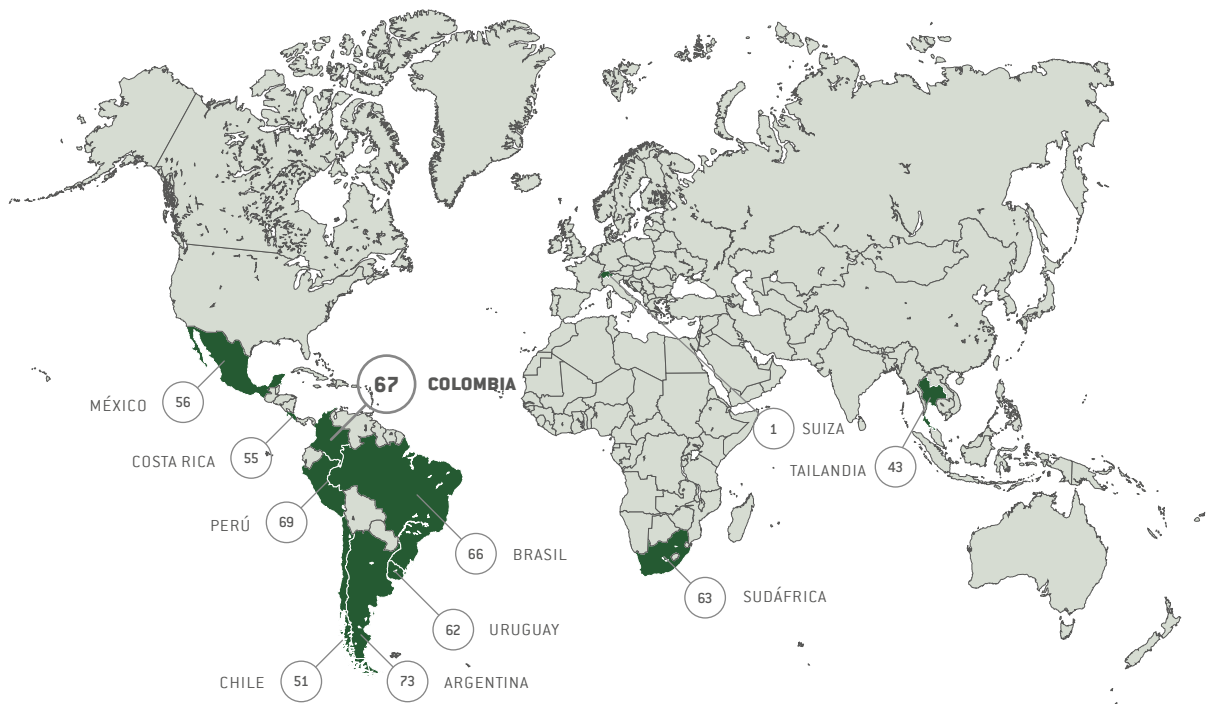 67 COLOMBIA
MÉXICO 56
1 SUIZA
COSTA RICA 55
TAILANDIA 43
PERÚ 69
66 BRASIL
63 SUDÁFRICA
62 URUGUAY
CHILE 51
73 ARGENTINA